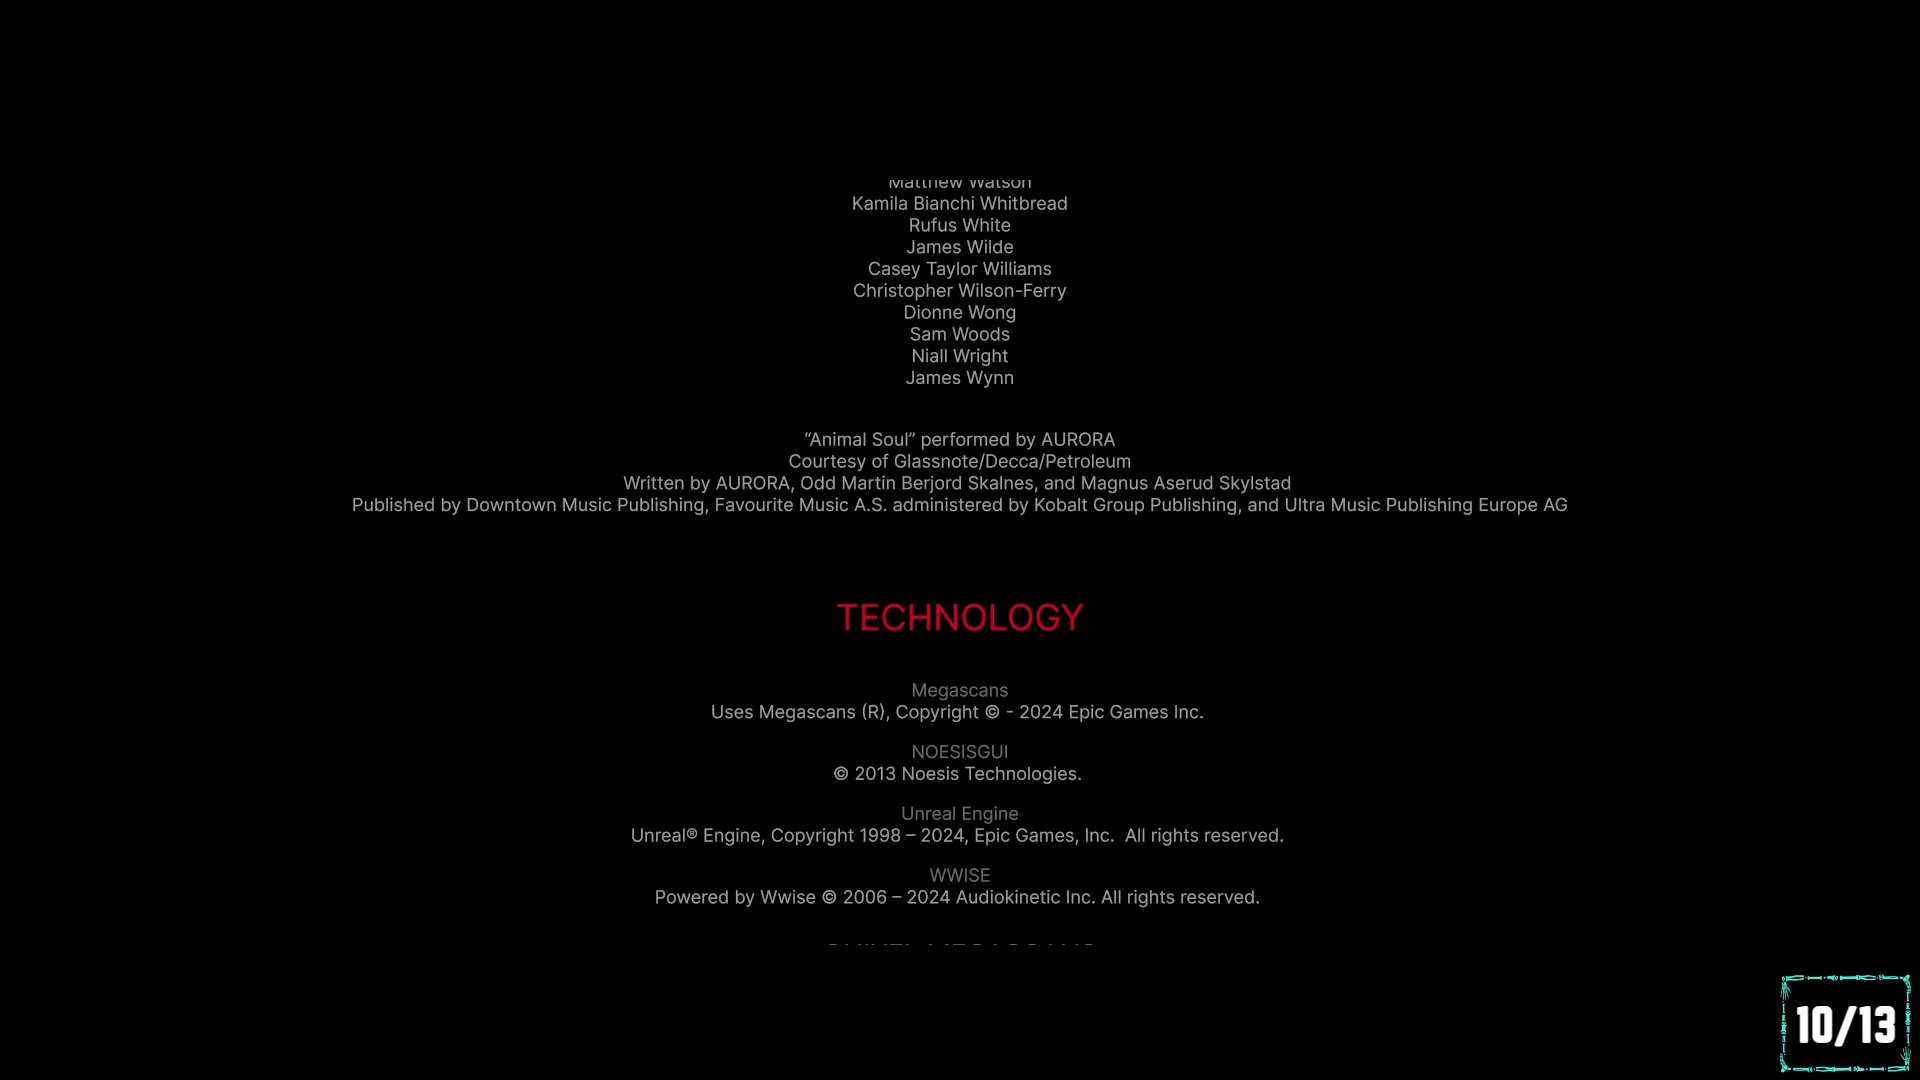 Matthew Watson
Kamila Bianchi Whitbread
Rufus White
James Wilde
Casey Taylor Williams
Christopher Wilson-Ferry
Dionne Wong
Sam Woods
Niall Wright
James Wynn
“Animal Soul” performed by AURORA
Courtesy of Glassnote/Decca/Petroleum
Written by AURORA, Odd Martin Berjord Skalnes, and Magnus Aserud Skylstad
Published by Downtown Music Publishing, Favourite Music A.S. administered by Kobalt Group Publishing, and Ultra Music Publishing Europe AG
TECHNOLOGY
Megascans
Uses Megascans (R), Copyright © - 2024 Epic Games Inc.
NOESISGUI
© 2013 Noesis Technologies.
Unreal Engine
Unreal® Engine, Copyright 1998 – 2024, Epic Games, Inc.  All rights reserved.
WWISE
Powered by Wwise © 2006 – 2024 Audiokinetic Inc. All rights reserved.
10/13